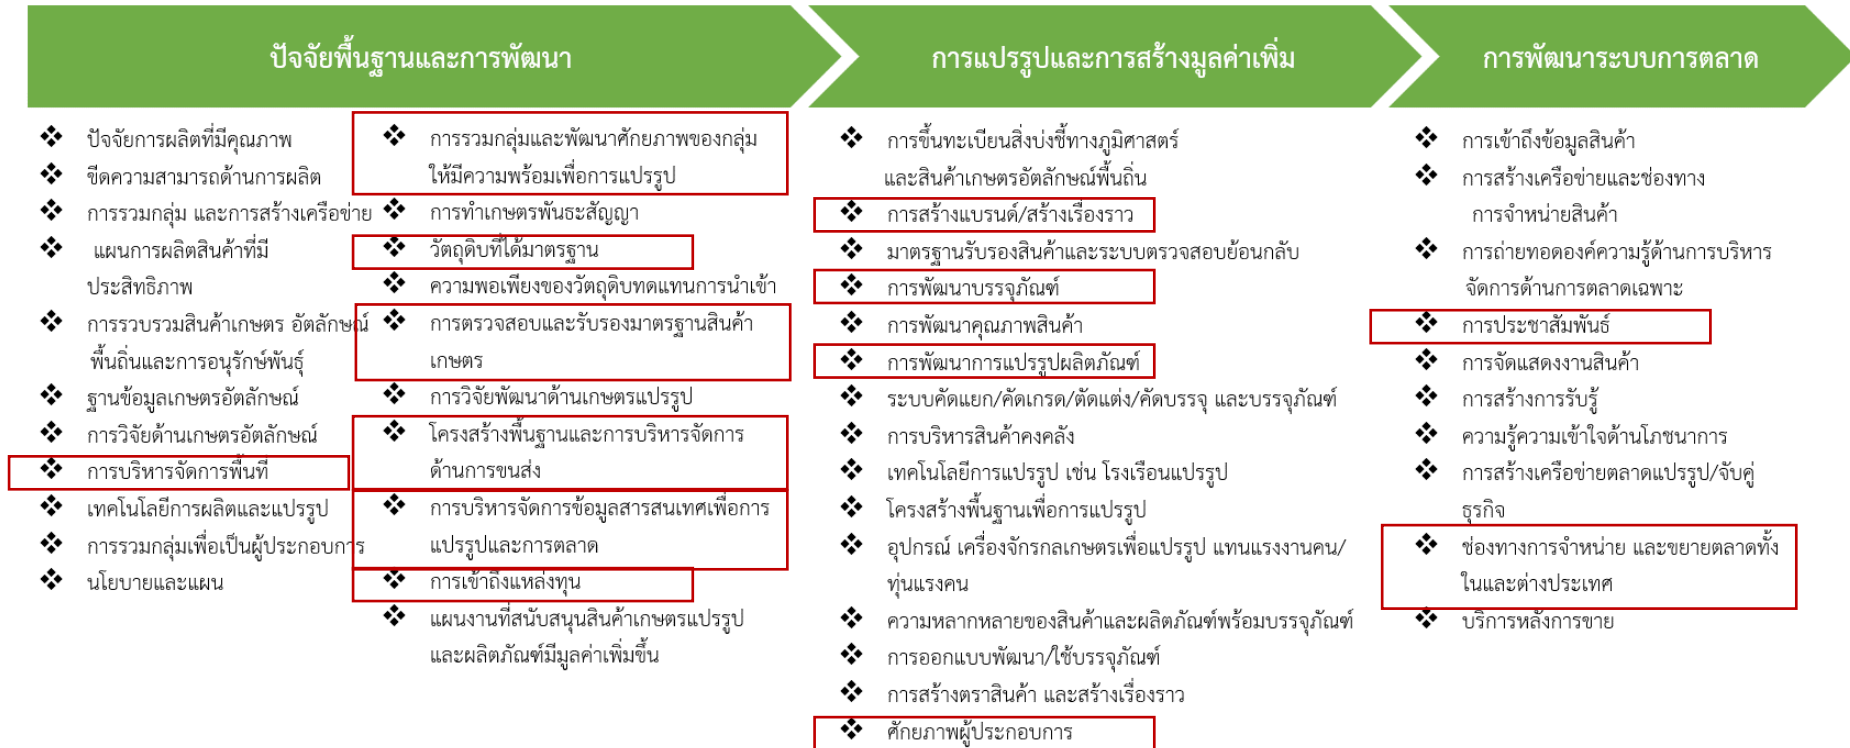 ปัจจัยพื้นฐานและการพัฒนา
การแปรรูปและการสร้างมูลค่าเพิ่ม
การพัฒนาระบบการตลาด
ปัจจัยการผลิตที่มีคุณภาพ
ขีดความสามารถด้านการผลิต
การรวมกลุ่ม และการสร้างเครือข่าย
แผนการผลิตสินค้าที่มี
ประสิทธิภาพ
การรวบรวมสินค้าเกษตร อัตลักษณ์
พื้นถิ่นและการอนุรักษ์พันธุ์
ฐานข้อมูลเกษตรอัตลักษณ์
การวิจัยด้านเกษตรอัตลักษณ์
การบริหารจัดการพื้นที่
เทคโนโลยีการผลิตและแปรรูป
การรวมกลุ่มเพื่อเป็นผู้ประกอบการ
นโยบายและแผน
การรวมกลุ่มและพัฒนาศักยภาพของกลุ่ม
ให้มีความพร้อมเพื่อการแปรรูป
การทำเกษตรพันธะสัญญา
วัตถุดิบที่ได้มาตรฐาน
ความพอเพียงของวัตถุดิบทดแทนการนำเข้า
การตรวจสอบและรับรองมาตรฐานสินค้า
เกษตร
การวิจัยพัฒนาด้านเกษตรแปรรูป
โครงสร้างพื้นฐานและการบริหารจัดการ
ด้านการขนส่ง
การบริหารจัดการข้อมูลสารสนเทศเพื่อการ
แปรรูปและการตลาด
การเข้าถึงแหล่งทุน
แผนงานที่สนับสนุนสินค้าเกษตรแปรรูป
และผลิตภัณฑ์มีมูลค่าเพิ่มขึ้น
การขึ้นทะเบียนสิ่งบ่งชี้ทางภูมิศาสตร์
และสินค้าเกษตรอัตลักษณ์พื้นถิ่น
การสร้างแบรนด์/สร้างเรื่องราว
มาตรฐานรับรองสินค้าและระบบตรวจสอบย้อนกลับ
การพัฒนาบรรจุภัณฑ์
การพัฒนาคุณภาพสินค้า
การพัฒนาการแปรรูปผลิตภัณฑ์
ระบบคัดแยก/คัดเกรด/ตัดแต่ง/คัดบรรจุ และบรรจุภัณฑ์
การบริหารสินค้าคงคลัง
เทคโนโลยีการแปรรูป เช่น โรงเรือนแปรรูป
โครงสร้างพื้นฐานเพื่อการแปรรูป
อุปกรณ์ เครื่องจักรกลเกษตรเพื่อแปรรูป แทนแรงงานคน/
ทุ่นแรงคน
ความหลากหลายของสินค้าและผลิตภัณฑ์พร้อมบรรจุภัณฑ์
การออกแบบพัฒนา/ใช้บรรจุภัณฑ์
การสร้างตราสินค้า และสร้างเรื่องราว
ศักยภาพผู้ประกอบการ
การเข้าถึงข้อมูลสินค้า
การสร้างเครือข่ายและช่องทาง
การจำหน่ายสินค้า
การถ่ายทอดองค์ความรู้ด้านการบริหาร
จัดการด้านการตลาดเฉพาะ
การประชาสัมพันธ์
การจัดแสดงงานสินค้า
การสร้างการรับรู้
ความรู้ความเข้าใจด้านโภชนาการ
การสร้างเครือข่ายตลาดแปรรูป/จับคู่
ธุรกิจ
ช่องทางการจำหน่าย และขยายตลาดทั้ง
ในและต่างประเทศ
บริการหลังการขาย